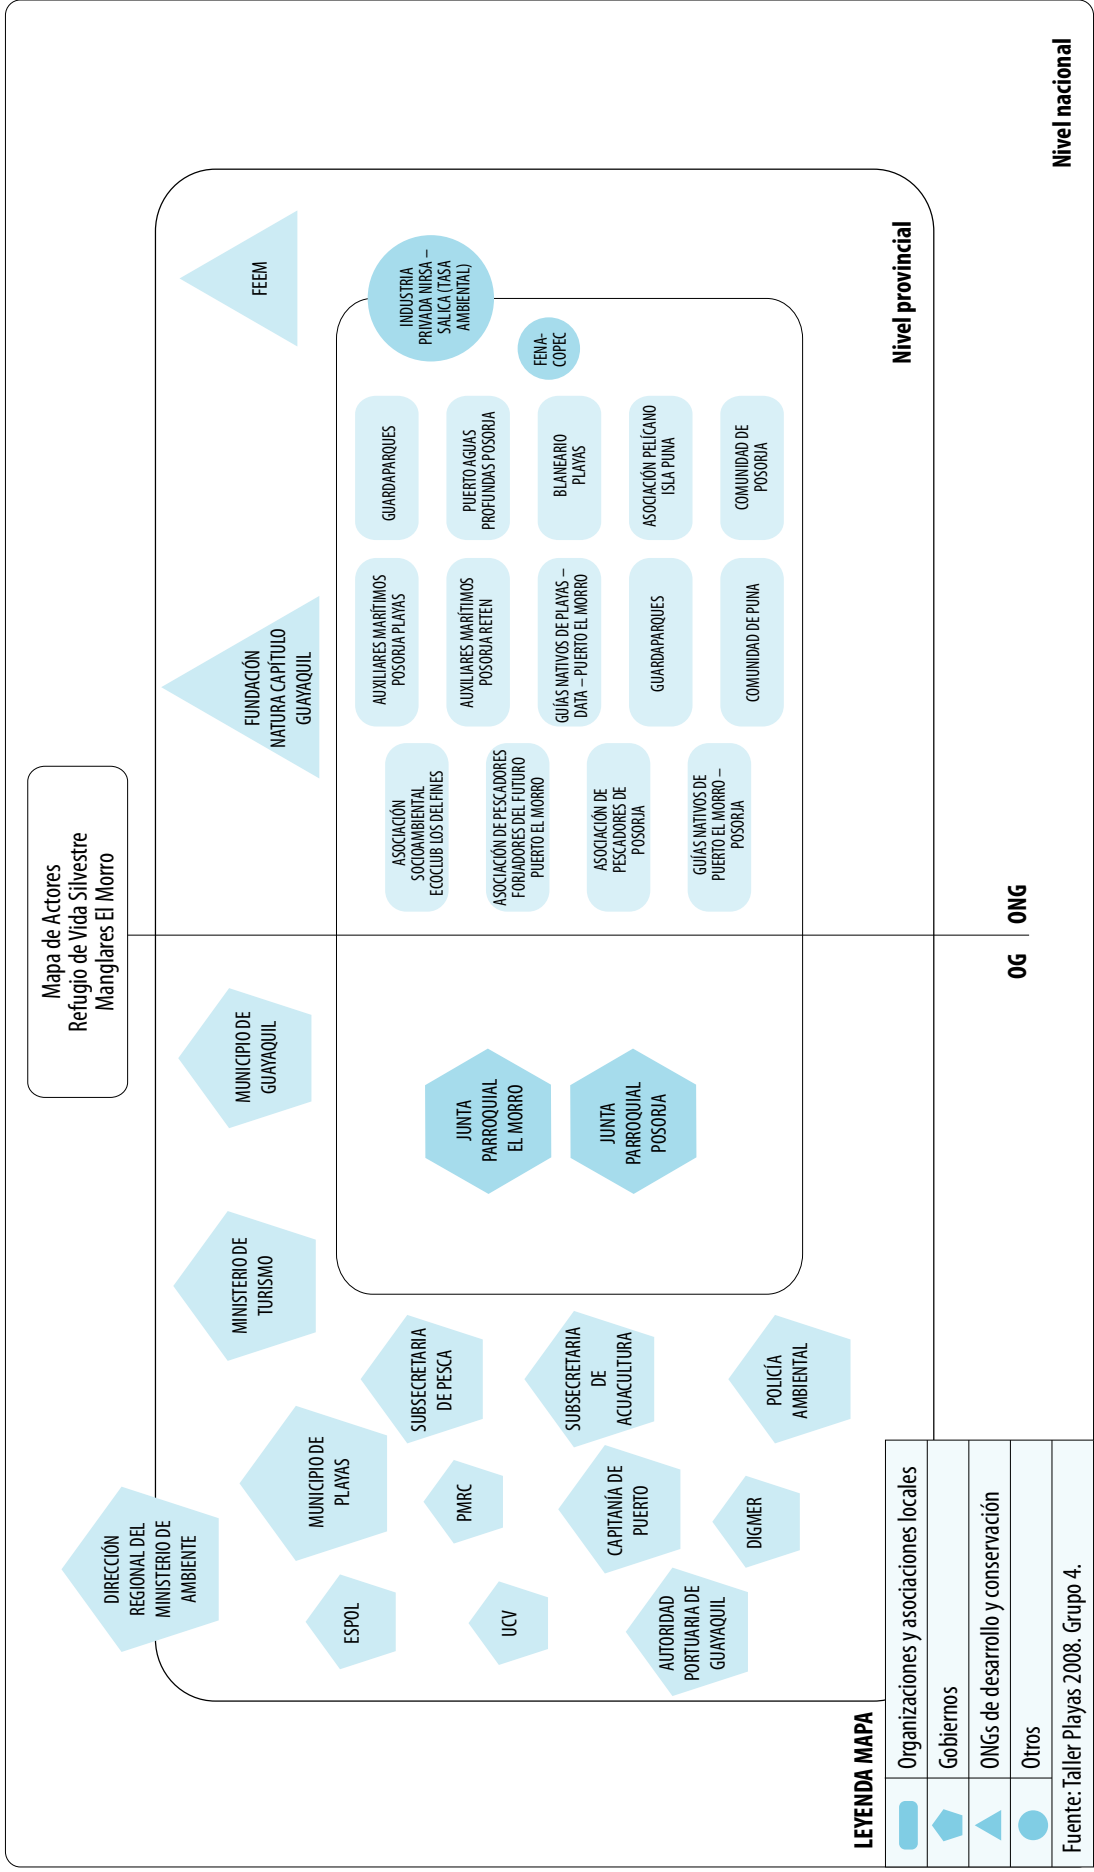 Mapa de Actores
Refugio de Vida Silvestre
Manglares El Morro
DIRECCIÓN
REGIONAL DEL
MINISTERIO DE
AMBIENTE
MUNICIPIO DE
PLAYAS
MINISTERIO DE
TURISMO
MUNICIPIO DE
GUAYAQUIL
ESPOL
PMRC
SUBSECRETARIA
DE PESCA
UCV
CAPITANÍA DE
PUERTO
SUBSECRETARIA
DE
ACUACULTURA
AUTORIDAD
PORTUARIA DE
GUAYAQUIL
DIGMER
POLICÍA
AMBIENTAL
JUNTA
PARROQUIAL
EL MORRO
JUNTA
PARROQUIAL
POSORJA
FUNDACIÓN
NATURA CAPÍTULO
GUAYAQUIL
FEEM
ASOCIACIÓN
SOCIOAMBIENTAL
ECOCLUB LOS DELFINES
ASOCIACIÓN DE PESCADORES
FORJADORES DEL FUTURO
PUERTO EL MORRO
ASOCIACIÓN DE
PESCADORES DE
POSORJA
GUÍAS NATIVOS DE
PUERTO EL MORRO –
POSORJA
AUXILIARES MARÍTIMOS
POSORJA PLAYAS
AUXILIARES MARÍTIMOS
POSORJA RETEN
GUÍAS NATIVOS DE PLAYAS –
DATA – PUERTO EL MORRO
GUARDAPARQUES
COMUNIDAD DE PUNA
GUARDAPARQUES
PUERTO AGUAS
PROFUNDAS POSORJA
BLANEARIO
PLAYAS
ASOCIACIÓN PELÍCANO
ISLA PUNA
COMUNIDAD DE
POSORJA
INDUSTRIA
PRIVADA NIRSA –
SALICA (TASA
AMBIENTAL)
FENA-
COPEC
Nivel provincial
OG ONG
Nivel nacional
LEYENDA MAPA
Organizaciones y asociaciones locales
Gobiernos
ONGs de desarrollo y conservación
Otros
Fuente: Taller Playas 2008. Grupo 4.